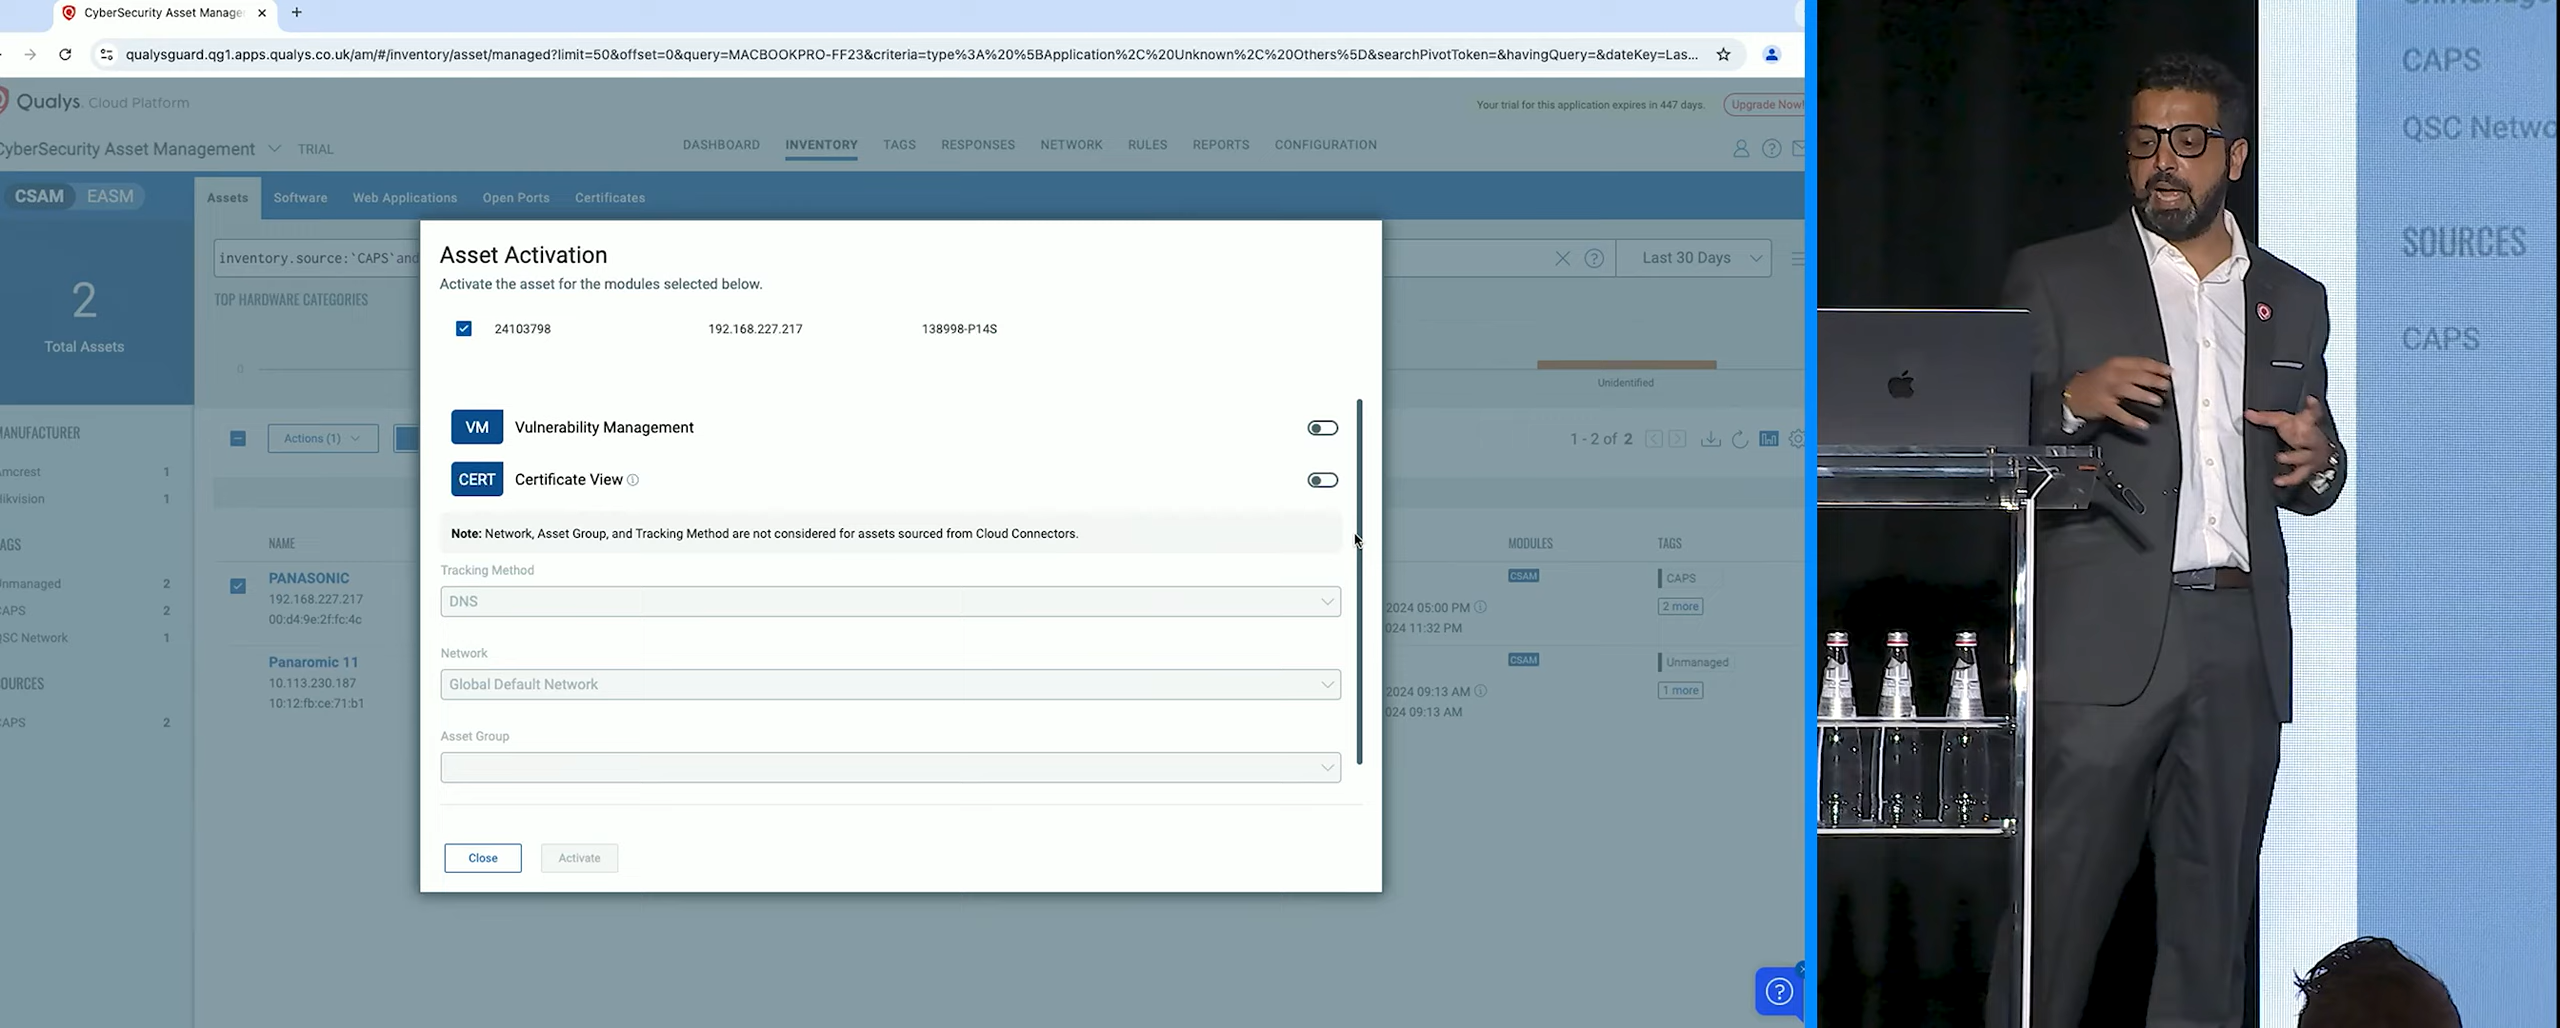 CyberSecurity Asset Manage
qualysguard.qg1.apps.qualys.co.uk/am/#/inventory/asset/managed?limit=50&offset=0&query=MACBOOKPRO-FF23&criteria=type%3A%20%5BApplication%2C%20Unknown%2C%20Others%5D&searchPivotToken=&havingQuery=&dateKey=Las...
Qualys. Cloud Platform
Your trial for this application expires in 447 days.
Upgrade Now!
CyberSecurity Asset Management
TRIAL
DASHBOARD INVENTORY TAGS RESPONSES NETWORK RULES REPORTS CONFIGURATION
CSAM EASM
Assets Software Web Applications Open Ports Certificates
inventory.source:`CAPS`and
Last 30 Days
2
Total Assets
TOP HARDWARE CATEGORIES
0
Unidentified
Actions (1)
1 - 2 of 2
MANUFACTURER
Amcrest 1
Hikvision 1
TAGS
Unmanaged 2
CAPS 2
QSC Network 1
SOURCES
CAPS 2
NAME
MODULES
TAGS
PANASONIC
192.168.227.217
00:d4:9e:2f:fc:4c
2024 05:00 PM
024 11:32 PM
CSAM
CAPS
2 more
Panaromic 11
10.113.230.187
10:12:fb:ce:71:b1
2024 09:13 AM
024 09:13 AM
CSAM
Unmanaged
1 more
Asset Activation
Activate the asset for the modules selected below.
24103798 192.168.227.217 138998-P14S
VM Vulnerability Management
CERT Certificate View
Note: Network, Asset Group, and Tracking Method are not considered for assets sourced from Cloud Connectors.
Tracking Method
DNS
Network
Global Default Network
Asset Group
Close
Activate
CAPS
QSC Netwo
SOURCES
CAPS